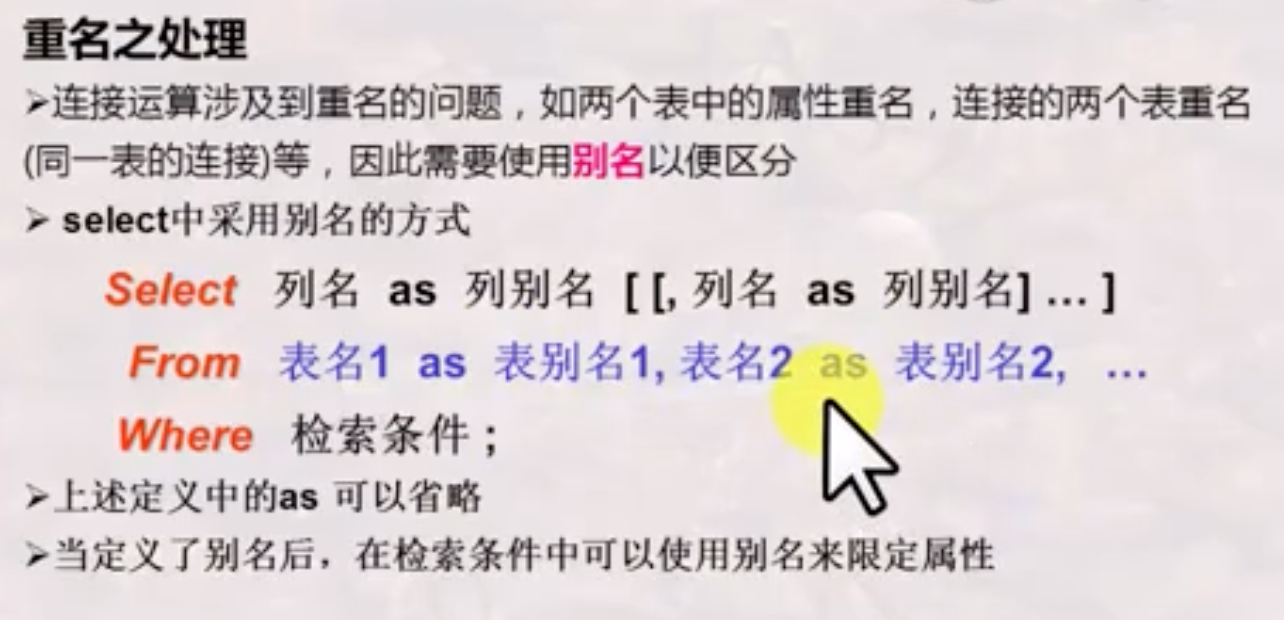 重名之处理
➢连接运算涉及到重名的问题，如两个表中的属性重名，连接的两个表重名
(同一表的连接)等，因此需要使用别名以便区分
➢ select中采用别名的方式
Select 列名 as 列别名 [ [, 列名 as 列别名] … ]
From 表名1 as 表别名1, 表名2 as 表别名2, …
Where 检索条件 ;
➢上述定义中的as 可以省略
➢当定义了别名后，在检索条件中可以使用别名来限定属性